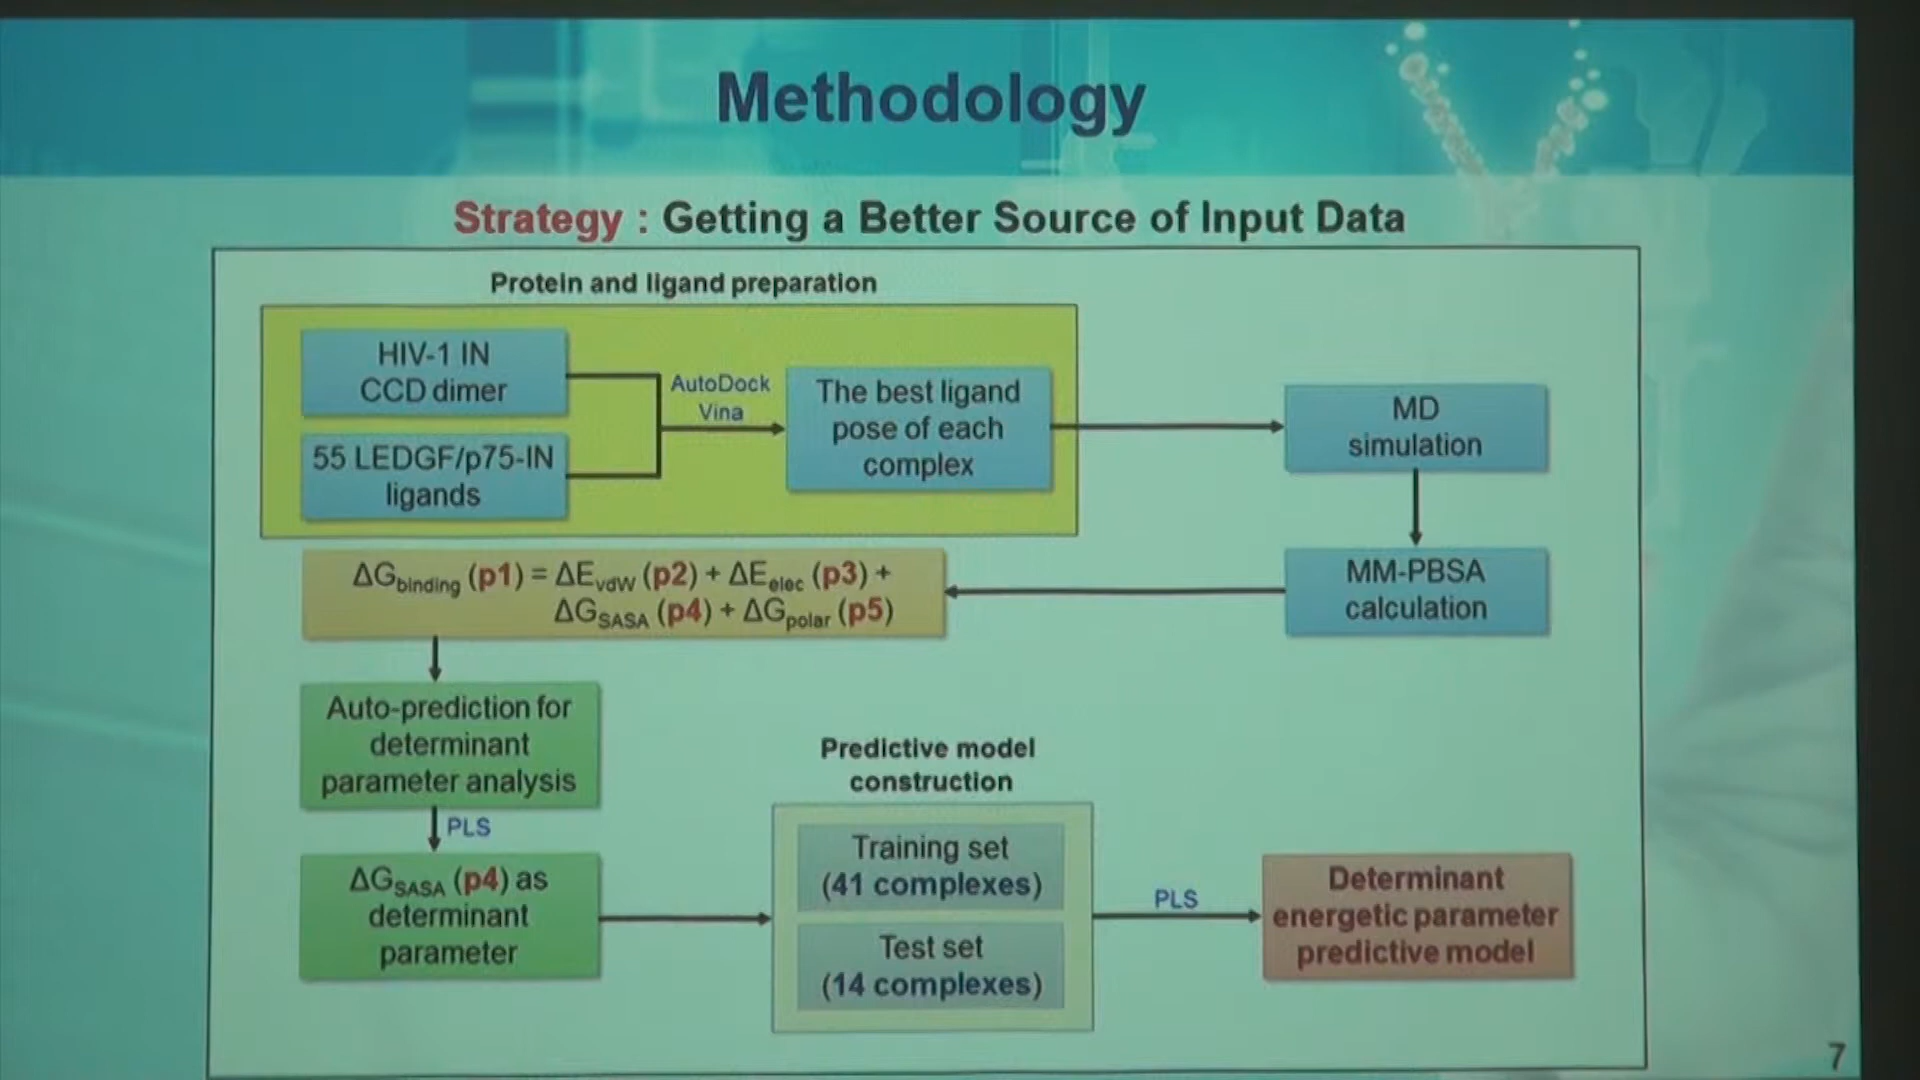 Methodology
Strategy : Getting a Better Source of Input Data
Protein and ligand preparation
HIV-1 IN
CCD dimer
55 LEDGF/p75-IN
ligands
AutoDock
Vina
The best ligand
pose of each
complex
MD
simulation
MM-PBSA
calculation
ΔGbinding (p1) = ΔEvdW (p2) + ΔEelec (p3) +
ΔGSASA (p4) + ΔGpolar (p5)
Auto-prediction for
determinant
parameter analysis
PLS
ΔGSASA (p4) as
determinant
parameter
Predictive model
construction
Training set
(41 complexes)
Test set
(14 complexes)
PLS
Determinant
energetic parameter
predictive model
7